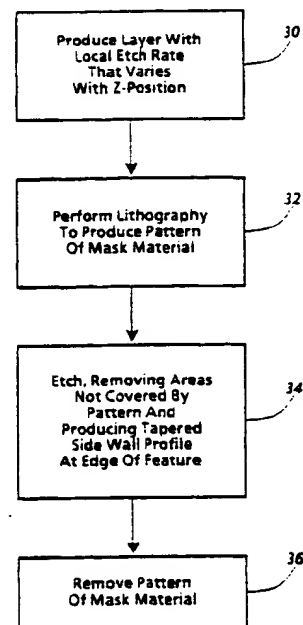 Produce Layer With
Local Etch Rate
That Varies
With Z-Position
30
Perform Lithography
To Produce Pattern
Of Mask Material
32
Etch, Removing Areas
Not Covered By
Pattern And
Producing Tapered
Side Wall Profile
At Edge Of Feature
34
Remove Pattern
Of Mask Material
36